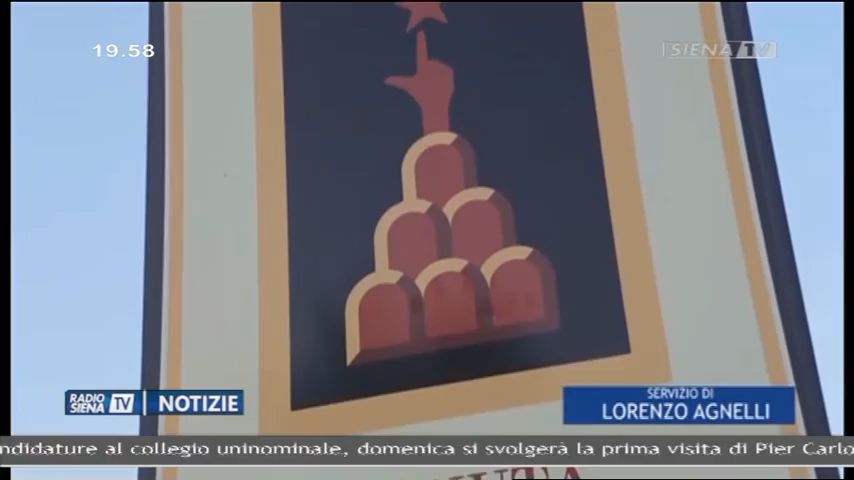 19.58
SIENA TV
RADIO SIENA TV NOTIZIE
SERVIZIO DI
LORENZO AGNELLI
ndidature al collegio uninominale, domenica si svolgerà la prima visita di Pier Carlo